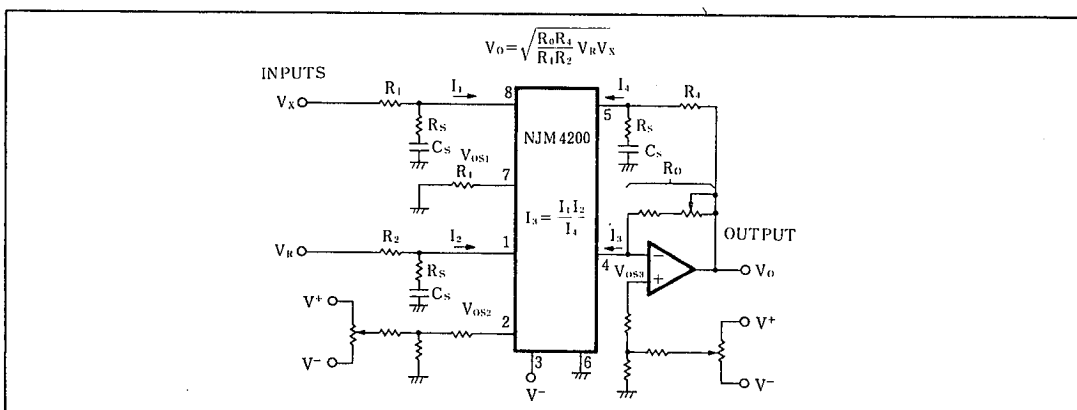 V₀=√(R₀R₄/R₁R₂ VRVX)
INPUTS
R₁
I₁
8
I₄
5
R₄
VX
RS
CS
NJM4200
RS
CS
VOS1
R₁
7
R₀
I₃=I₁I₂/I₄
VR
R₂
I₂
1
I₃
4
OUTPUT
RS
CS
VOS3
−
+
V₀
V⁺
V⁻
VOS2
2
3
V⁻
6
V⁺
V⁻